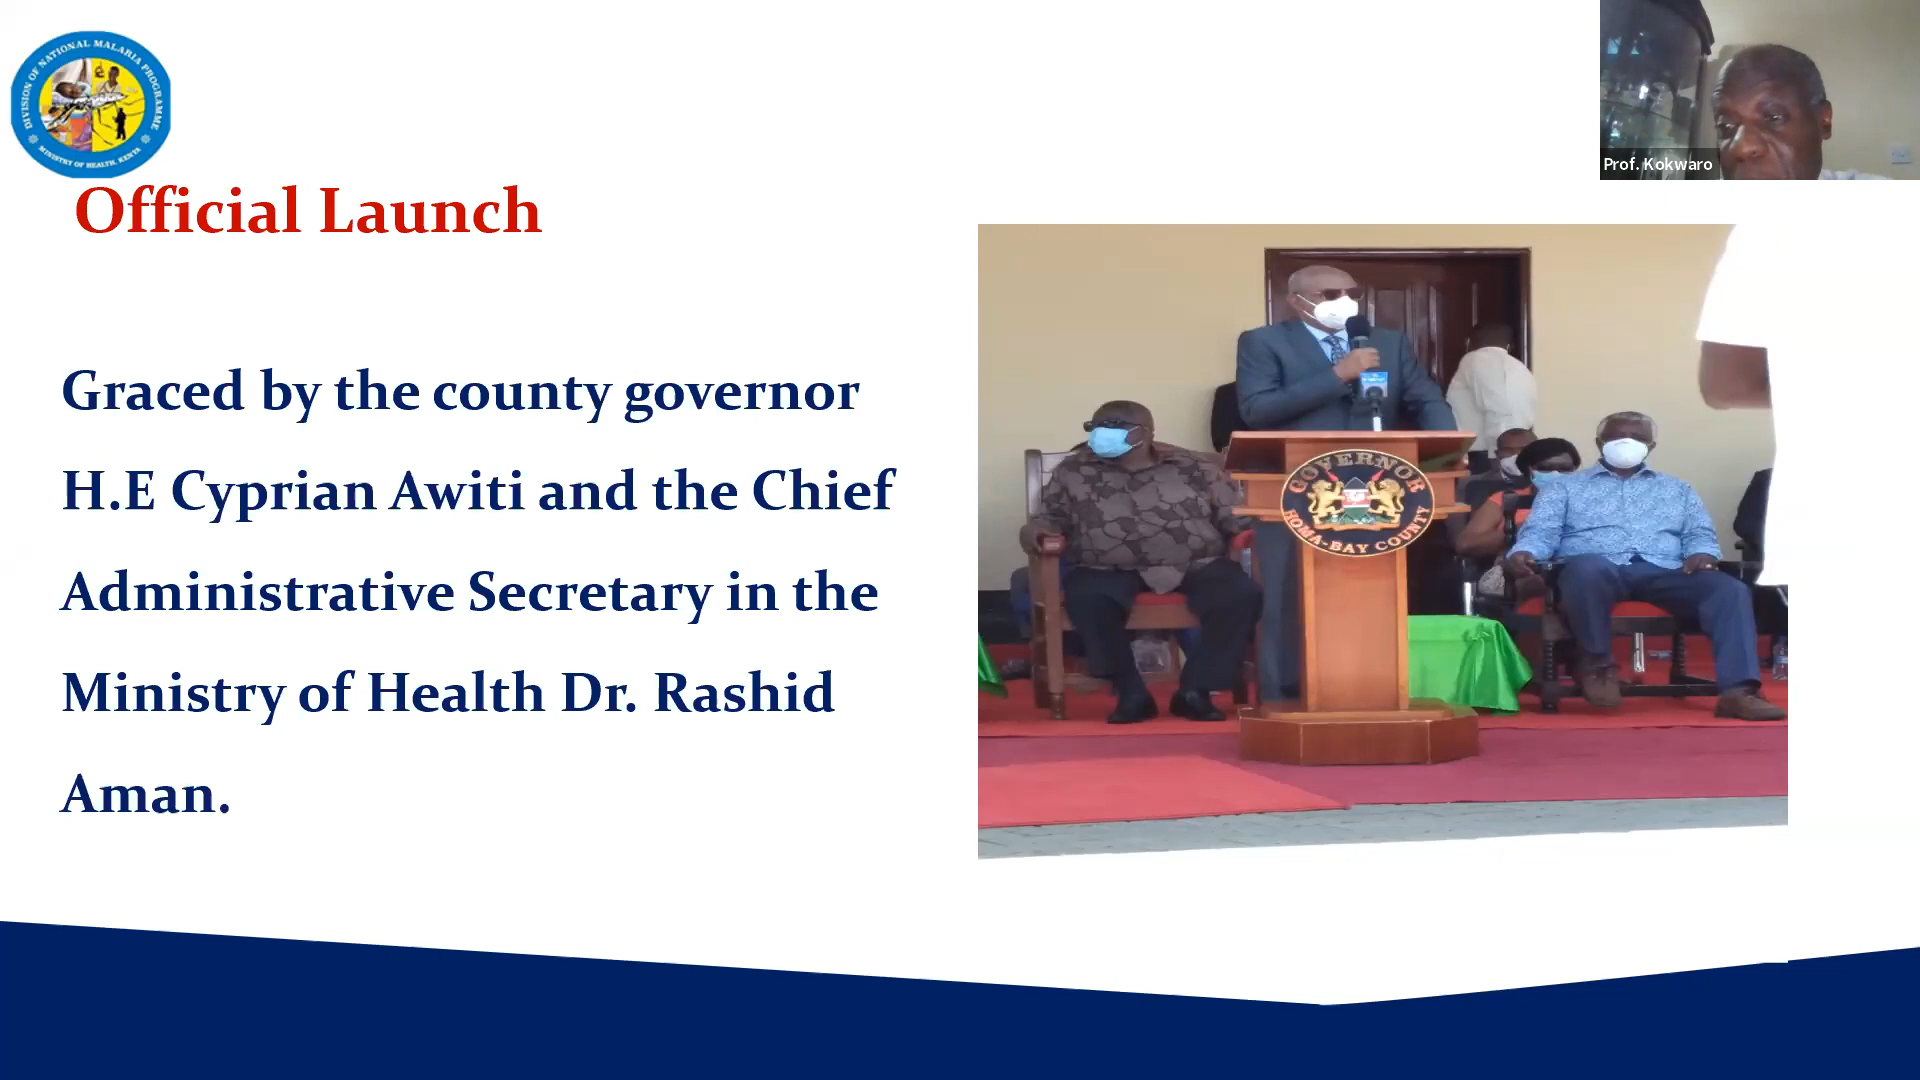 DIVISION OF NATIONAL MALARIA PROGRAMME
MINISTRY OF HEALTH, KENYA
Prof. Kokwaro
Official Launch
Graced by the county governor
H.E Cyprian Awiti and the Chief
Administrative Secretary in the
Ministry of Health Dr. Rashid
Aman.
GOVERNOR
HOMA-BAY COUNTY